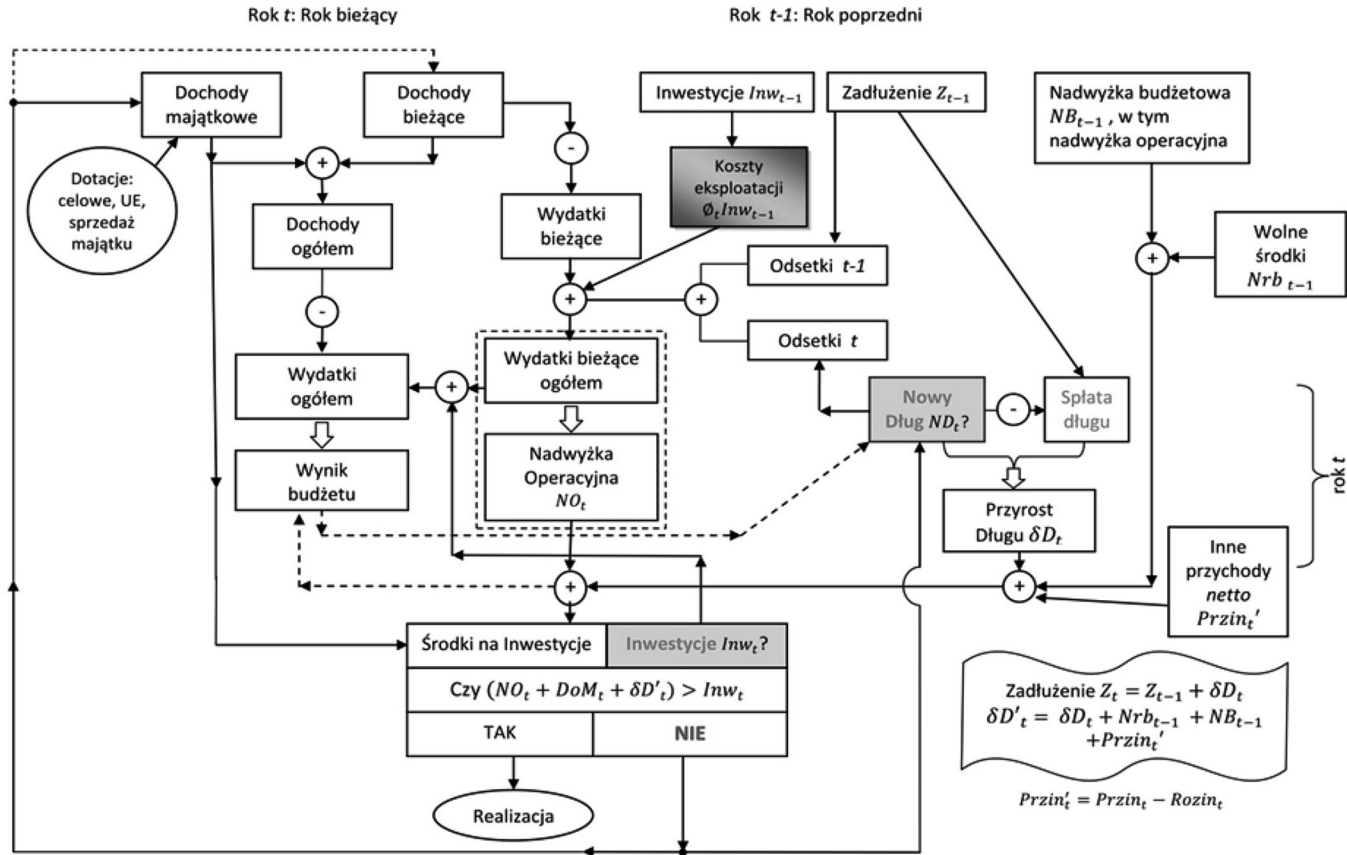 Rok t: Rok bieżący
Rok t-1: Rok poprzedni
Dochody
majątkowe
Dochody
bieżące
Inwestycje Inw_{t−1}
Zadłużenie Z_{t−1}
Nadwyżka budżetowa
NB_{t−1} , w tym
nadwyżka operacyjna
+
-
Dotacje:
celowe, UE,
sprzedaż
majątku
Koszty
eksploatacji
Ø_t Inw_{t−1}
Dochody
ogółem
Wydatki
bieżące
Wolne
środki
Nrb _{t−1}
+
Odsetki t-1
+
+
-
Odsetki t
Wydatki
ogółem
+
Wydatki bieżące
ogółem
Nowy
Dług ND_t?
-
Spłata
długu
Wynik
budżetu
Nadwyżka
Operacyjna
NO_t
rok t
Przyrost
Długu δD_t
Inne
przychody
netto
Przin_t′
+
+
Środki na Inwestycje
Inwestycje Inw_t?
Czy (NO_t + DoM_t + δD′_t) > Inw_t
TAK
NIE
Realizacja
Zadłużenie Z_t = Z_{t−1} + δD_t
δD′_t = δD_t + Nrb_{t−1} + NB_{t−1}
+Przin_t′
Przin′_t = Przin_t − Rozin_t